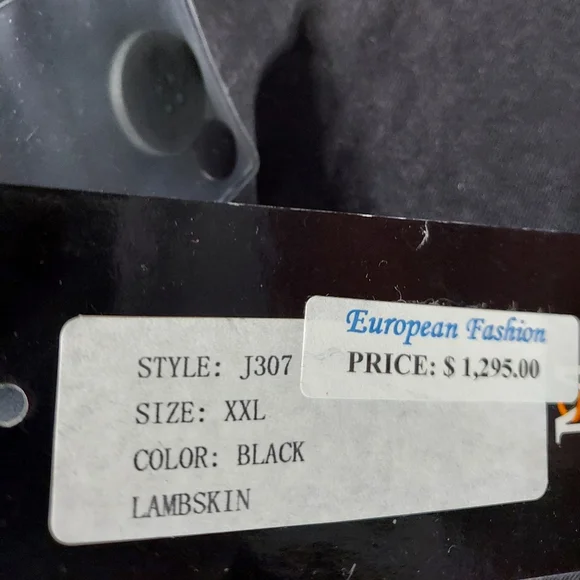 European Fashion
PRICE: $ 1,295.00
STYLE: J307
SIZE: XXL
COLOR: BLACK
LAMBSKIN